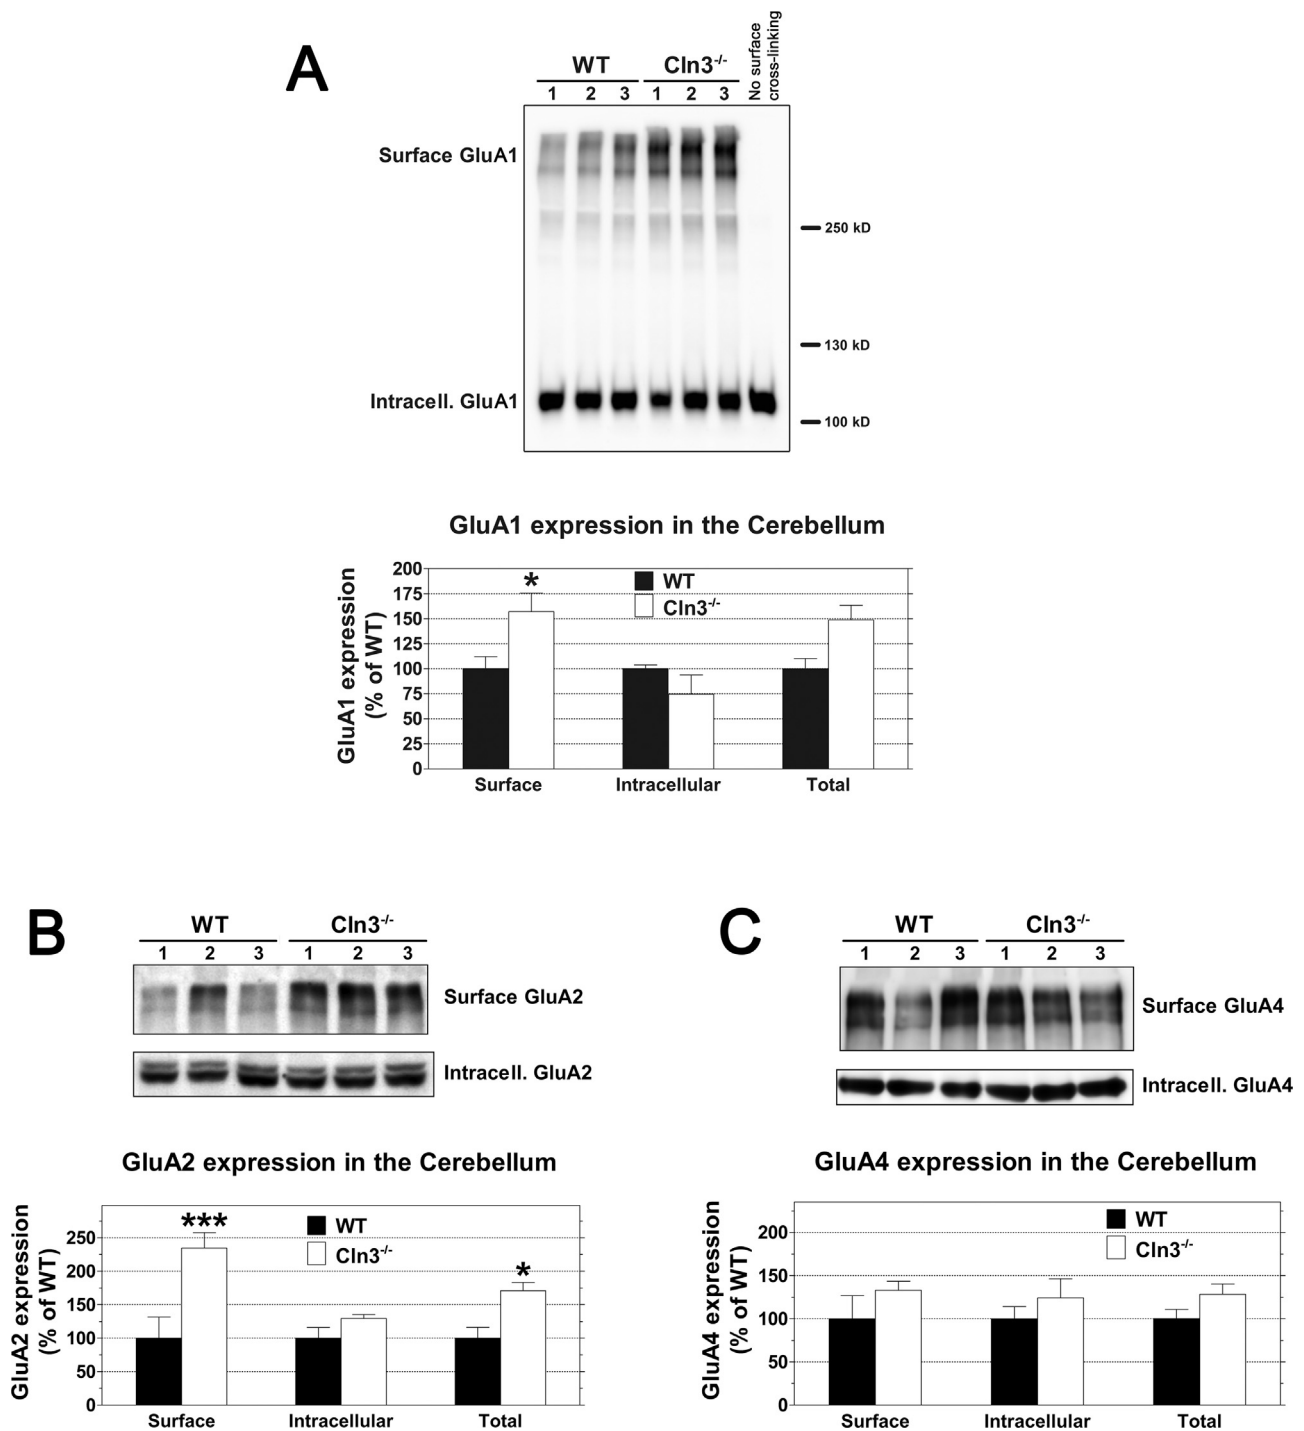 A
WT
Cln3-/-
No surface
cross-linking
1 2 3 1 2 3
Surface GluA1
250 kD
130 kD
Intracell. GluA1
100 kD
GluA1 expression in the Cerebellum
GluA1 expression
(% of WT)
200
175
150
125
100
75
50
25
0
*
WT
Cln3-/-
Surface Intracellular Total
B
WT
Cln3-/-
1 2 3 1 2 3
Surface GluA2
Intracell. GluA2
GluA2 expression in the Cerebellum
GluA2 expression
(% of WT)
250
200
150
100
50
0
***
*
WT
Cln3-/-
Surface Intracellular Total
C
WT
Cln3-/-
1 2 3 1 2 3
Surface GluA4
Intracell. GluA4
GluA4 expression in the Cerebellum
GluA4 expression
(% of WT)
200
150
100
50
0
WT
Cln3-/-
Surface Intracellular Total